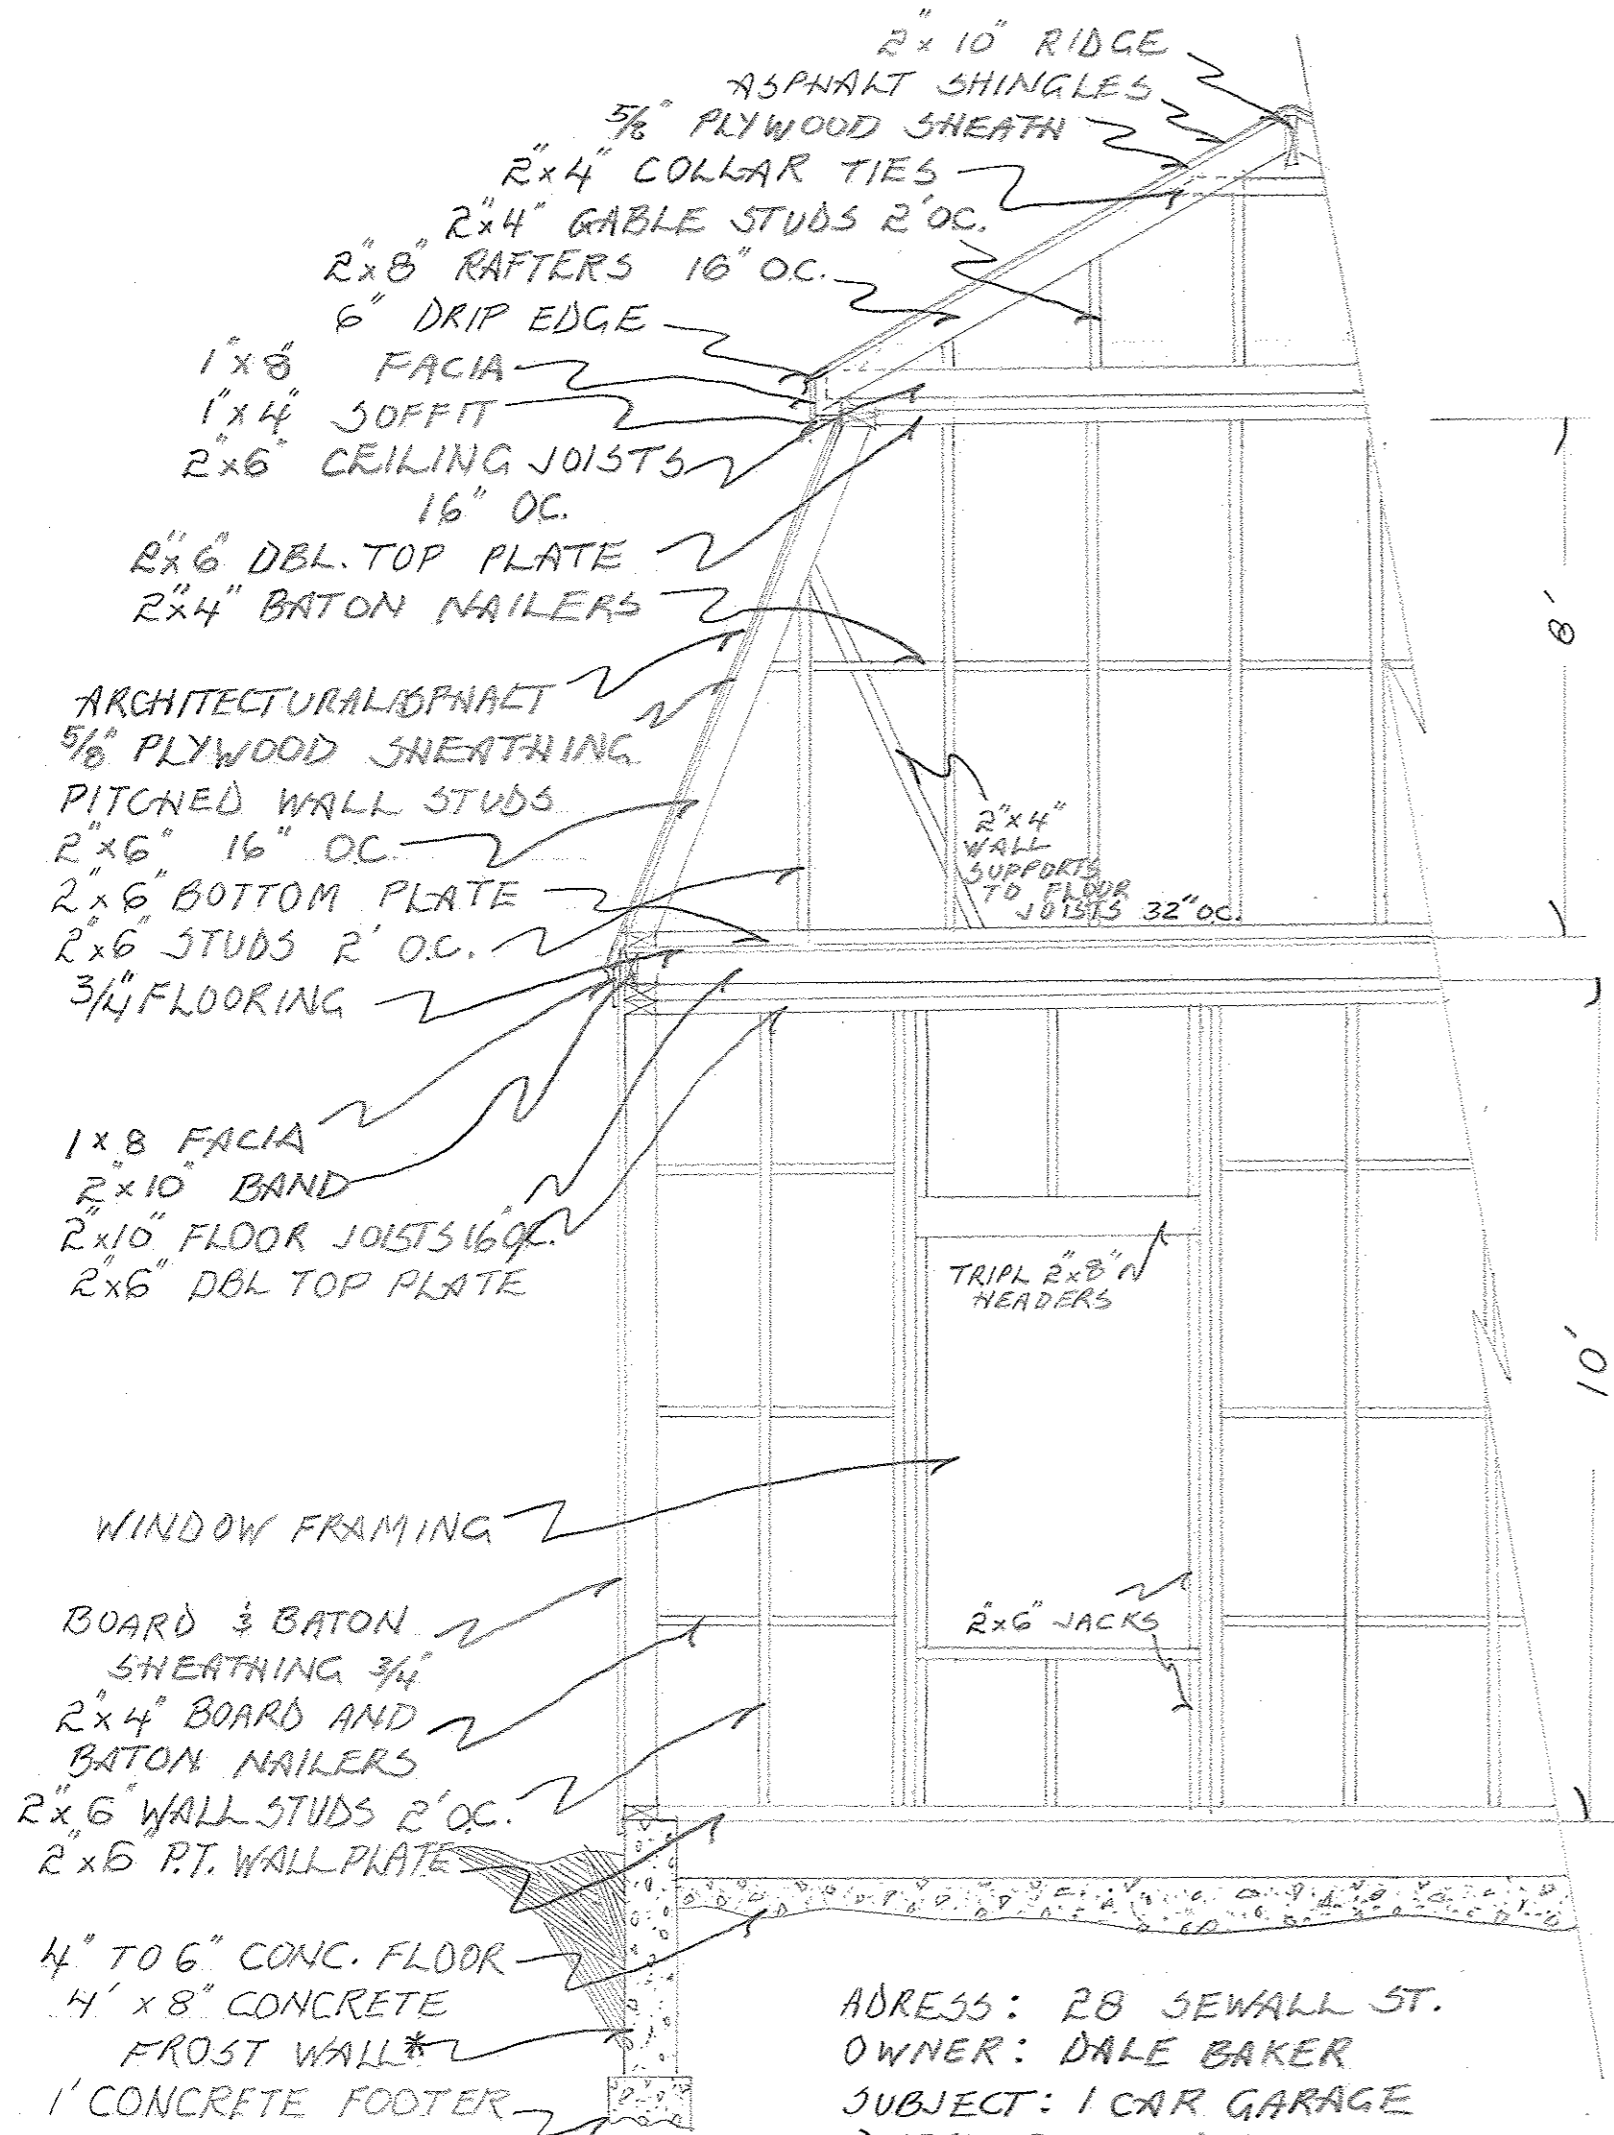 2"x 10" RIDGE
ASPHALT SHINGLES
5/8" PLYWOOD SHEATH
2"x4" COLLAR TIES
2"x4" GABLE STUDS 2' O.C.
2"x8" RAFTERS 16" O.C.
6" DRIP EDGE
1"x8" FACIA
1"x4" SOFFIT
2"x6" CEILING JOISTS
16" O.C.
2"x6" DBL. TOP PLATE
2"x4" BATON NAILERS
ARCHITECTURAL ASPHALT
5/8" PLYWOOD SHEATHING
PITCHED WALL STUDS
2"x6" 16" O.C.
2"x6" BOTTOM PLATE
2"x6" STUDS 2' O.C.
3/4" FLOORING
2"x4"
WALL
SUPPORTS
TO FLOOR
JOISTS 32" O.C.
8'
1 x 8 FACIA
2"x10" BAND
2"x10" FLOOR JOISTS 16" O.C.
2"x6" DBL TOP PLATE
TRIPL 2"x8"
HEADERS
10'
WINDOW FRAMING
BOARD & BATON
SHEATHING 3/4"
2"x4" BOARD AND
BATON NAILERS
2"x6" WALL STUDS 2' O.C.
2"x6" P.T. WALL PLATE
2"x6" JACKS
4" TO 6" CONC. FLOOR
4' x 8" CONCRETE
FROST WALL*
1' CONCRETE FOOTER
ADRESS: 28 SEWALL ST.
OWNER: DALE BAKER
SUBJECT: 1 CAR GARAGE